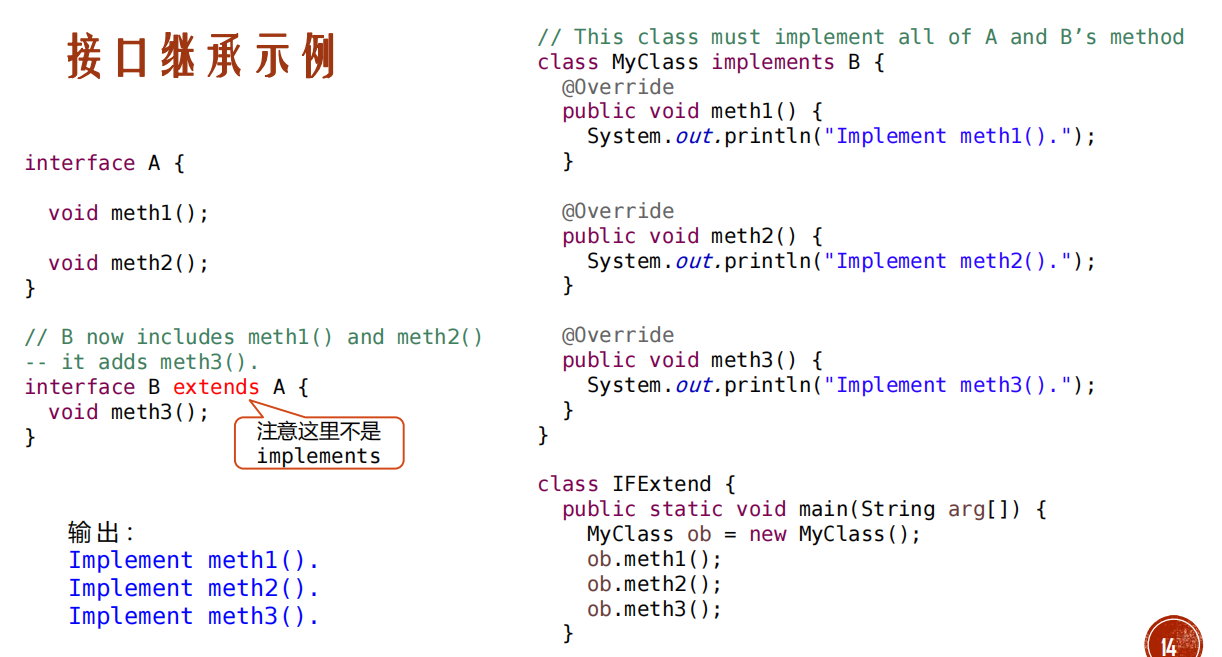 接口继承示例
interface A {
void meth1();
void meth2();
}
// B now includes meth1() and meth2()
-- it adds meth3().
interface B extends A {
void meth3();
}
注意这里不是
implements
输出：
Implement meth1().
Implement meth2().
Implement meth3().
// This class must implement all of A and B’s method
class MyClass implements B {
@Override
public void meth1() {
System.out.println("Implement meth1().");
}
@Override
public void meth2() {
System.out.println("Implement meth2().");
}
@Override
public void meth3() {
System.out.println("Implement meth3().");
}
}
class IFExtend {
public static void main(String arg[]) {
MyClass ob = new MyClass();
ob.meth1();
ob.meth2();
ob.meth3();
}
14